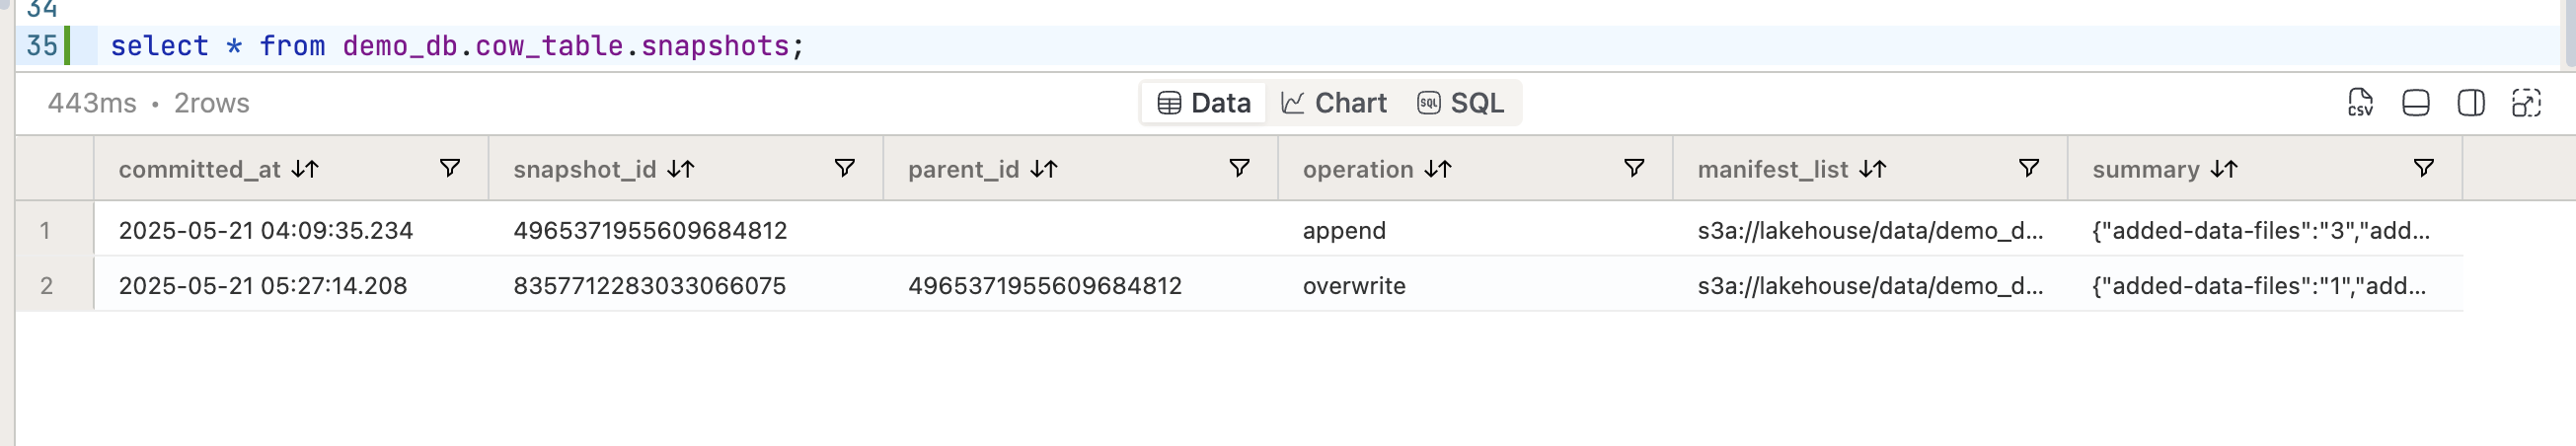 34
35 select * from demo_db.cow_table.snapshots;
443ms • 2rows Data Chart SQL SQL CSV
committed_at snapshot_id parent_id operation manifest_list summary
1 2025-05-21 04:09:35.234 4965371955609684812 append s3a://lakehouse/data/demo_d... {"added-data-files":"3","add...
2 2025-05-21 05:27:14.208 8357712283033066075 4965371955609684812 overwrite s3a://lakehouse/data/demo_d... {"added-data-files":"1","add...